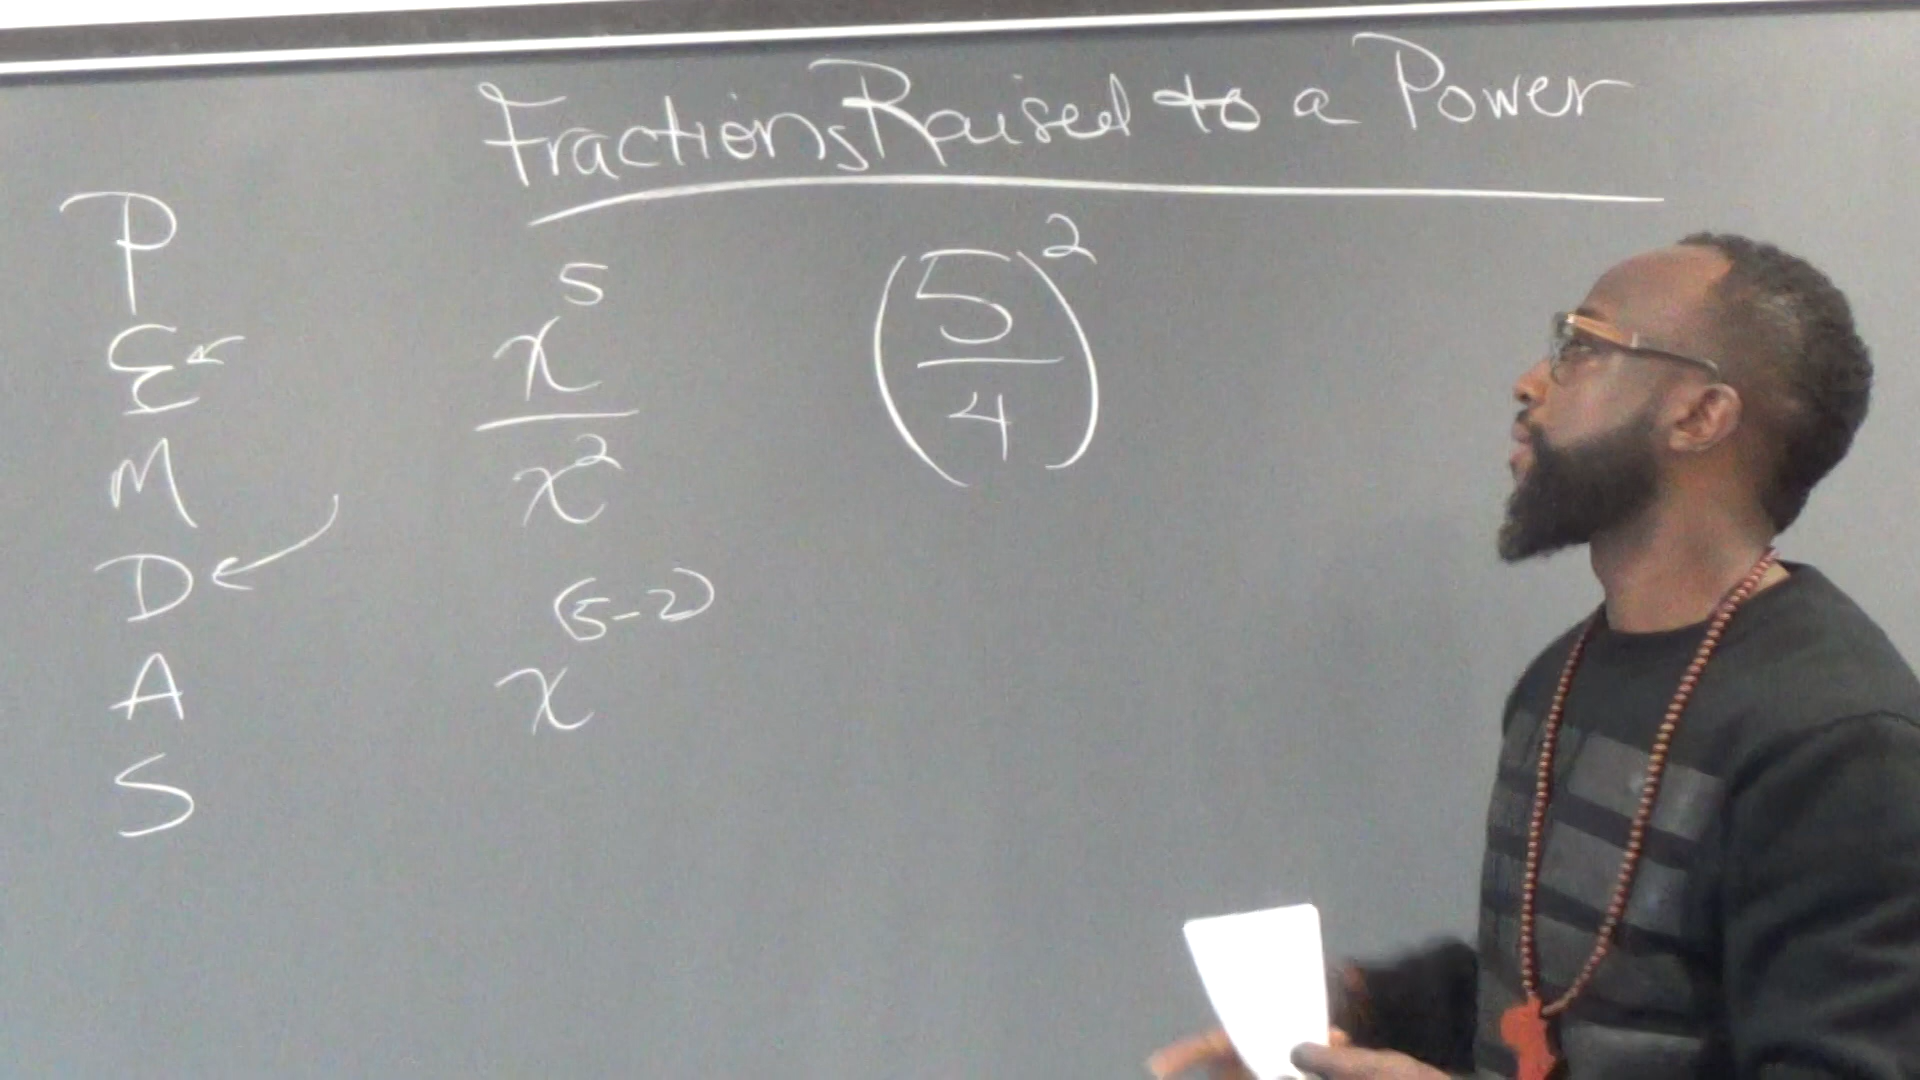 Fractions Raised to a Power
P
E
M
D
A
S
x^5
x^2
x^(5-2)
(5/4)^2